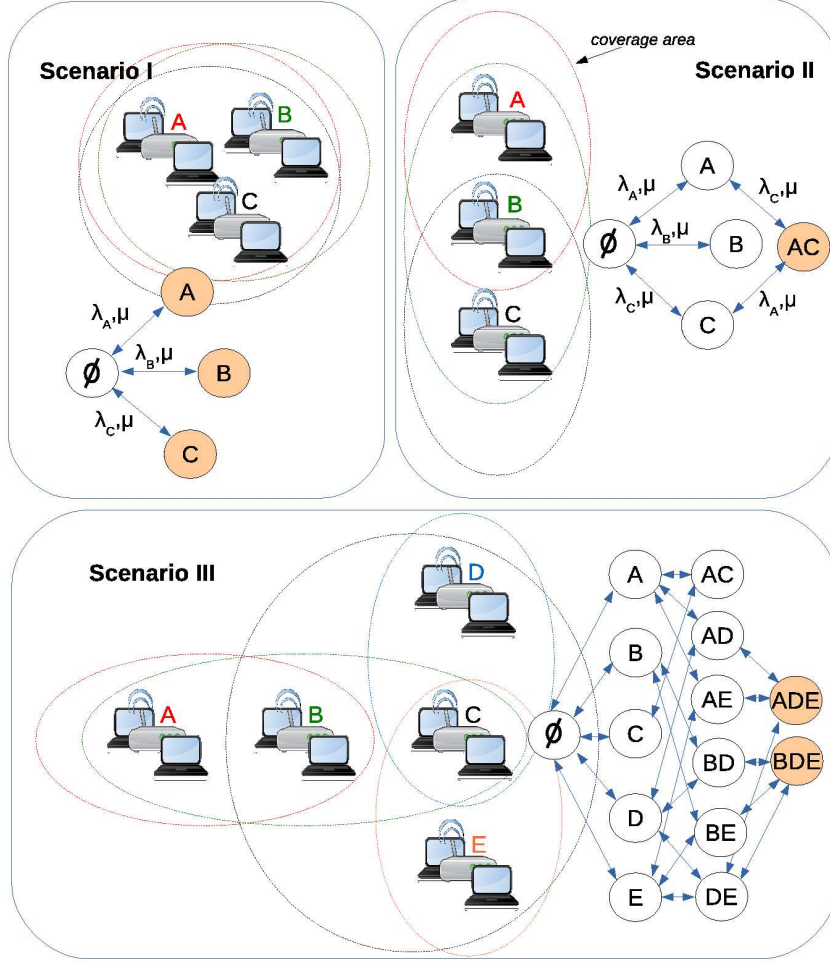 Scenario I
A
B
C
A
λA,μ
λB,μ
∅
B
λC,μ
C
coverage area
Scenario II
A
B
C
A
λA,μ
λC,μ
∅
λB,μ
B
AC
λC,μ
λA,μ
C
Scenario III
D
A
B
C
E
A
AC
AD
B
AE
ADE
∅
C
BD
BDE
D
BE
E
DE